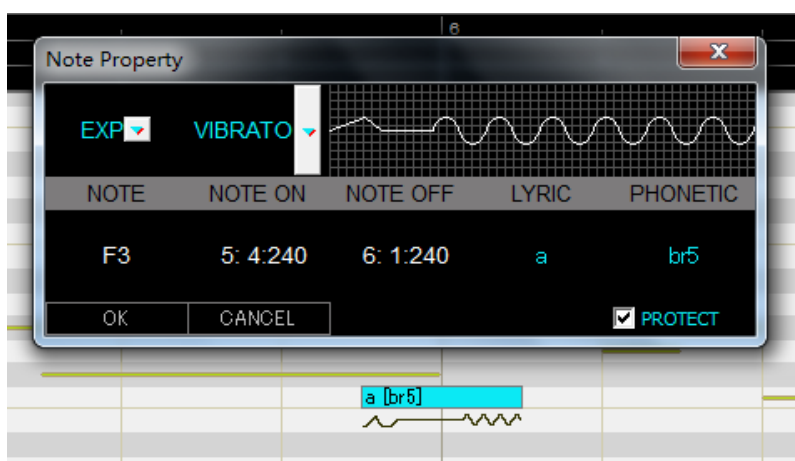 6
Note Property
EXP VIBRATO
NOTE NOTE ON NOTE OFF LYRIC PHONETIC
F3 5: 4:240 6: 1:240 a br5
OK CANCEL PROTECT
a [br5]